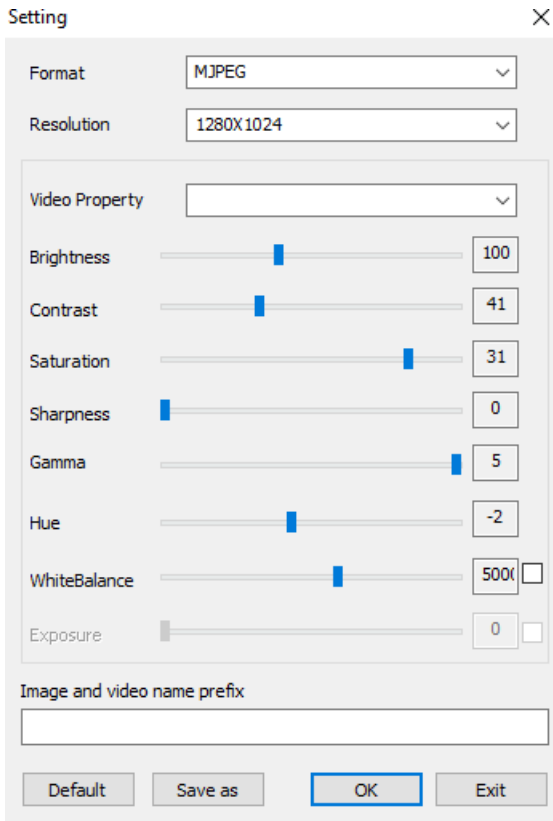 Setting
Format MJPEG
Resolution 1280X1024
Video Property
Brightness 100
Contrast 41
Saturation 31
Sharpness 0
Gamma 5
Hue -2
WhiteBalance
Exposure 0
Image and video name prefix
Default Save as OK Exit